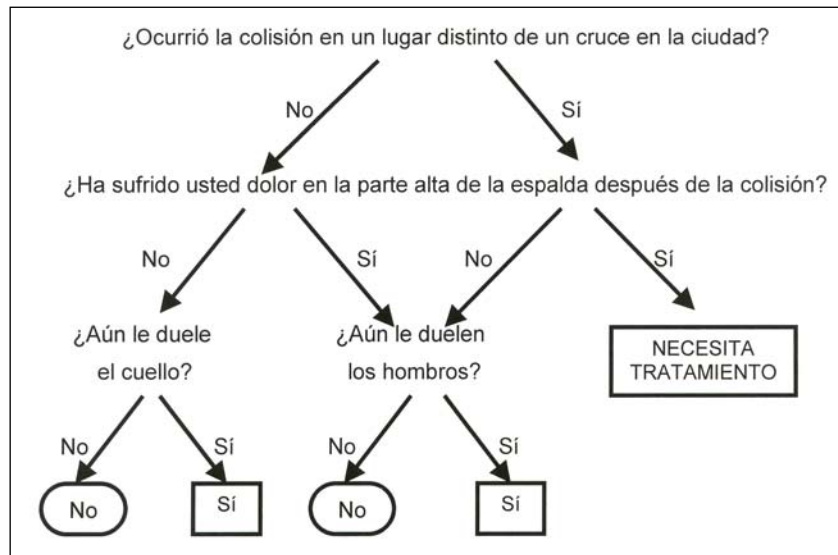 ¿Ocurrió la colisión en un lugar distinto de un cruce en la ciudad?
No
Sí
¿Ha sufrido usted dolor en la parte alta de la espalda después de la colisión?
No
Sí
No
Sí
¿Aún le duele
el cuello?
¿Aún le duelen
los hombros?
NECESITA
TRATAMIENTO
No
Sí
No
Sí
No
Sí
No
Sí